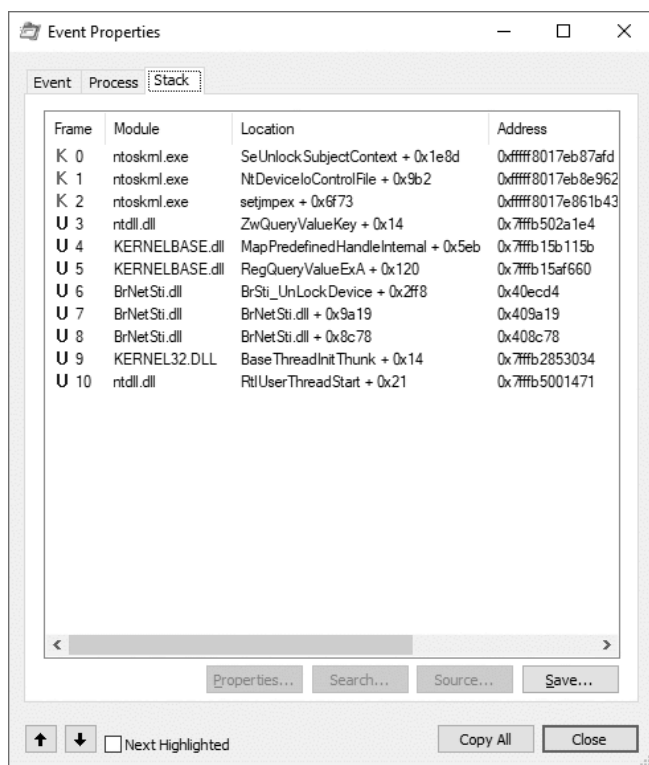 Event Properties
Event Process Stack
Frame Module Location Address
K 0 ntoskrnl.exe SeUnlockSubjectContext + 0x1e8d 0xfffff8017eb87afd
K 1 ntoskrnl.exe NtDeviceIoControlFile + 0x9b2 0xfffff8017eb8e962
K 2 ntoskrnl.exe setjmpex + 0x6f73 0xfffff8017e861b43
U 3 ntdll.dll ZwQueryValueKey + 0x14 0x7fffb502a1e4
U 4 KERNELBASE.dll MapPredefinedHandleInternal + 0x5eb 0x7fffb15b115b
U 5 KERNELBASE.dll RegQueryValueExA + 0x120 0x7fffb15af660
U 6 BrNetSti.dll BrSti_UnLockDevice + 0x2ff8 0x40ecd4
U 7 BrNetSti.dll BrNetSti.dll + 0x9a19 0x409a19
U 8 BrNetSti.dll BrNetSti.dll + 0x8c78 0x408c78
U 9 KERNEL32.DLL BaseThreadInitThunk + 0x14 0x7fffb2853034
U 10 ntdll.dll RtlUserThreadStart + 0x21 0x7fffb5001471
Properties... Search... Source... Save...
Next Highlighted Copy All Close